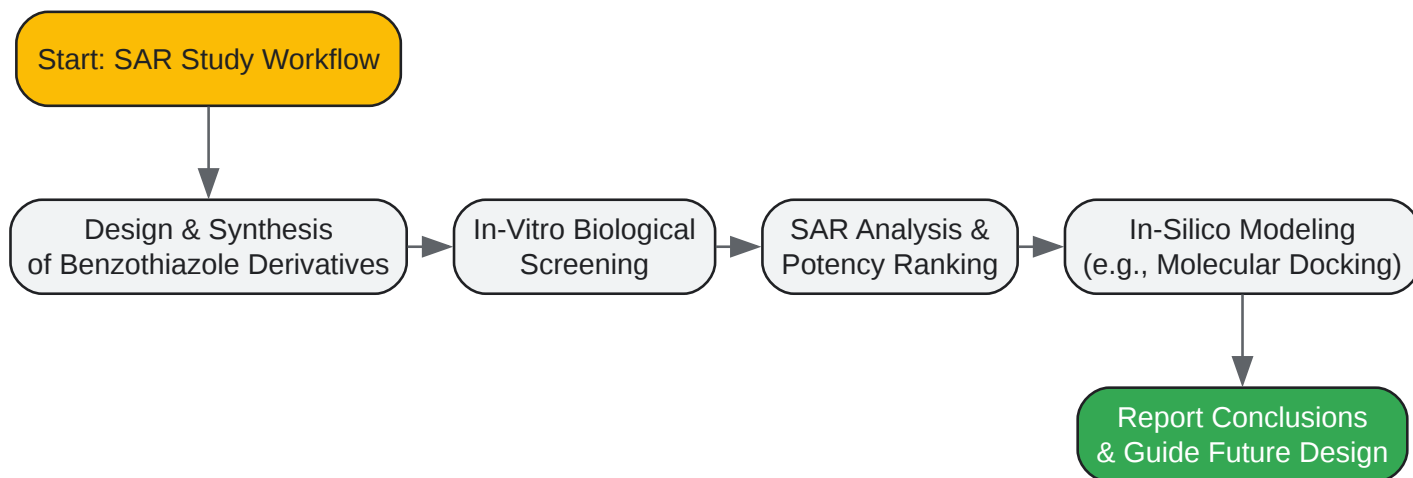 Start: SAR Study Workflow
Design & Synthesis
of Benzothiazole Derivatives
In-Vitro Biological
Screening
SAR Analysis &
Potency Ranking
In-Silico Modeling
(e.g., Molecular Docking)
Report Conclusions
& Guide Future Design